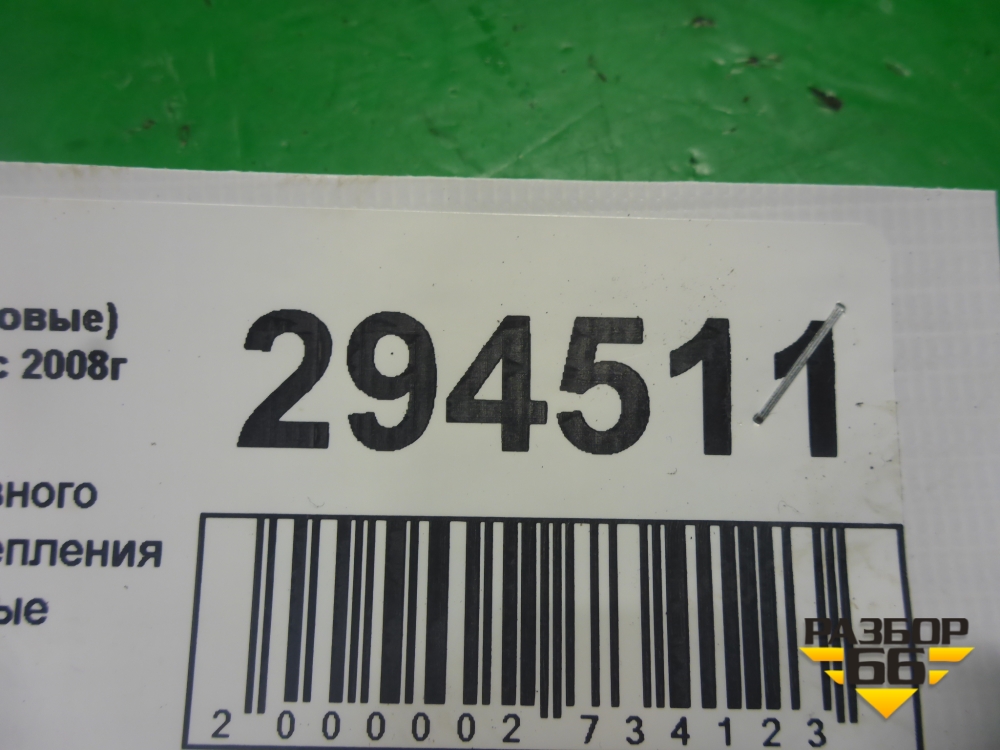 294511
овые)
с 2008г
вного
епления
ые
2 000002 734123
РАЗБОР
66